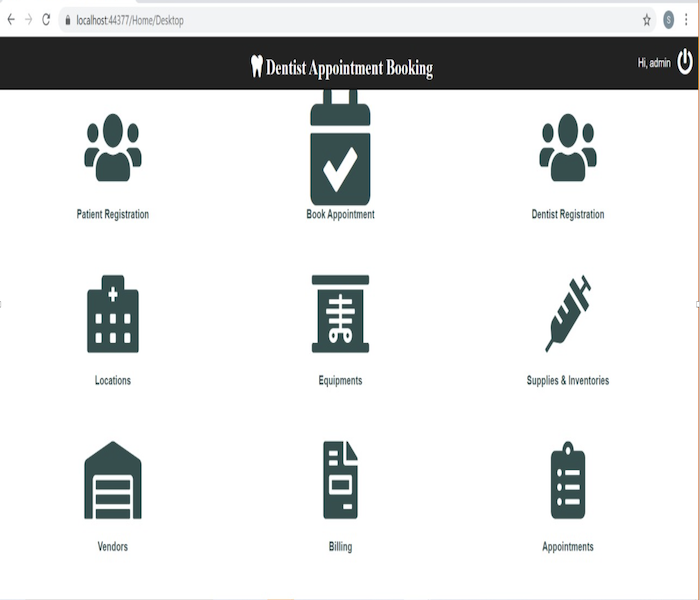 localhost:44377/Home/Desktop
S
Dentist Appointment Booking
Hi, admin
Patient Registration
Book Appointment
Dentist Registration
Locations
Equipments
Supplies & Inventories
Vendors
Billing
Appointments